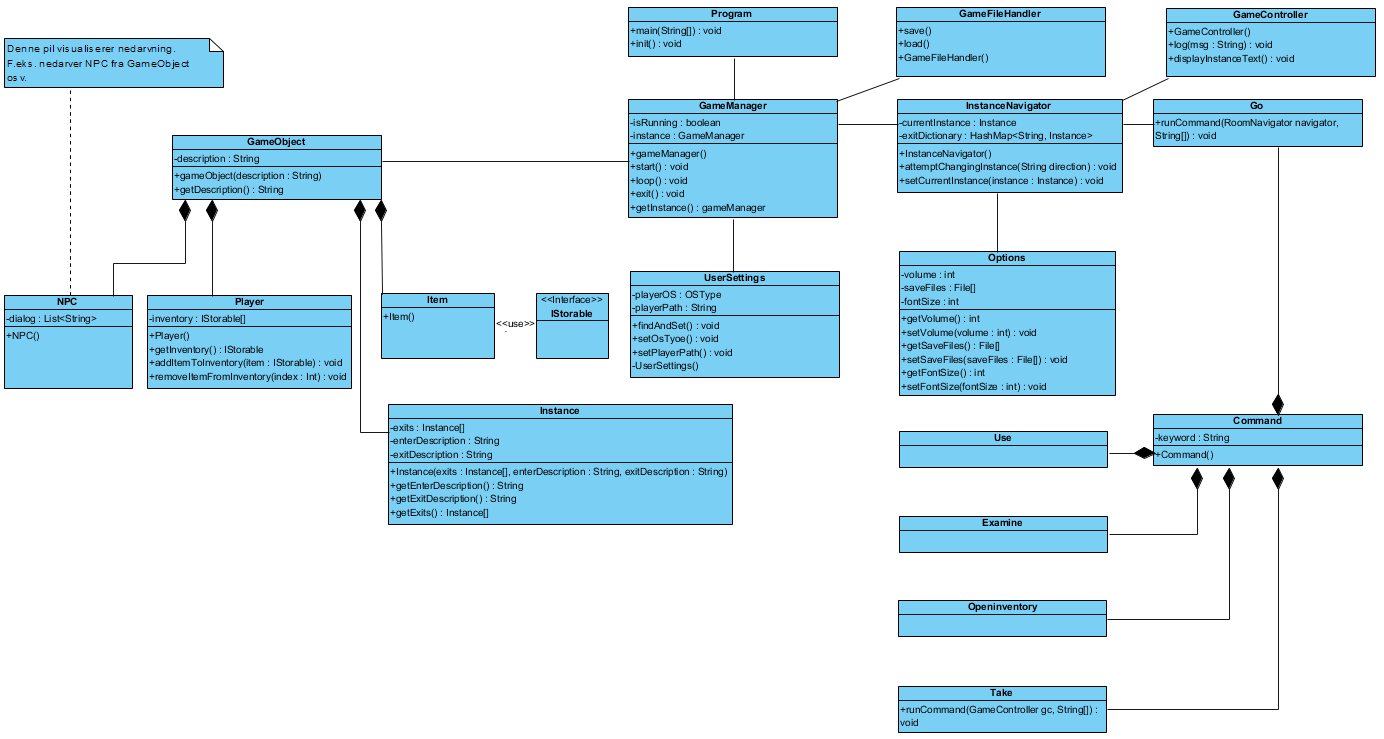 Denne pil visualiserer nedarvning.
F.eks. nedarver NPC fra GameObject
osv.
Program
+main(String[]) : void
+init() : void
GameFileHandler
+save()
+load()
+GameFileHandler()
GameController
+GameController()
+log(msg : String) : void
+displayInstanceText() : void
GameManager
-isRunning : boolean
-instance : GameManager
+gameManager()
+start() : void
+loop() : void
+exit() : void
+getInstance() : gameManager
InstanceNavigator
-currentInstance : Instance
-exitDictionary : HashMap<String, Instance>
+InstanceNavigator()
+attemptChangingInstance(String direction) : void
+setCurrentInstance(instance : Instance) : void
Go
+runCommand(RoomNavigator navigator,
String[]) : void
GameObject
-description : String
+gameObject(description : String)
+getDescription() : String
NPC
-dialog : List<String>
+NPC()
Player
-inventory : IStorable[]
+Player()
+getInventory() : IStorable
+addItemToInventory(item : IStorable) : void
+removeItemFromInventory(index : Int) : void
Item
+Item()
<<use>>
<<Interface>>
IStorable
UserSettings
-playerOS : OSType
-playerPath : String
+findAndSet() : void
+setOsTyoe() : void
+setPlayerPath() : void
-UserSettings()
Options
-volume : int
-saveFiles : File[]
-fontSize : int
+getVolume() : int
+setVolume(volume : int) : void
+getSaveFiles() : File[]
+setSaveFiles(saveFiles : File[]) : void
+getFontSize() : int
+setFontSize(fontSize : int) : void
Instance
-exits : Instance[]
-enterDescription : String
-exitDescription : String
+Instance(exits : Instance[], enterDescription : String, exitDescription : String)
+getEnterDescription() : String
+getExitDescription() : String
+getExits() : Instance[]
Command
-keyword : String
+Command()
Use
Examine
Openinventory
Take
+runCommand(GameController gc, String[]) :
void